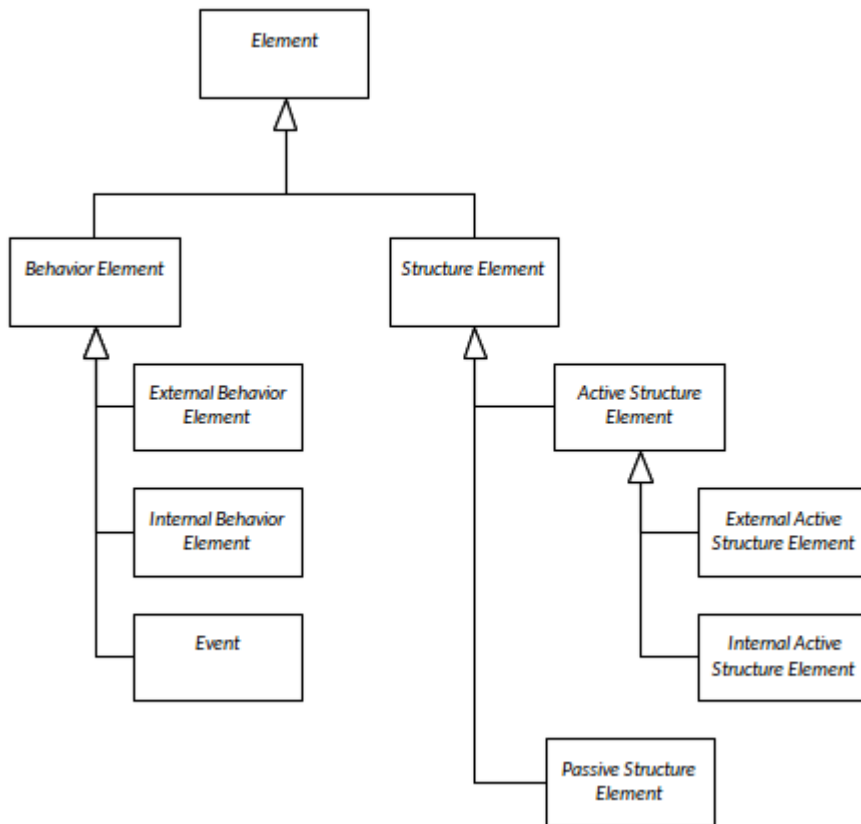 Element
Behavior Element
Structure Element
External Behavior
Element
Active Structure
Element
Internal Behavior
Element
External Active
Structure Element
Event
Internal Active
Structure Element
Passive Structure
Element